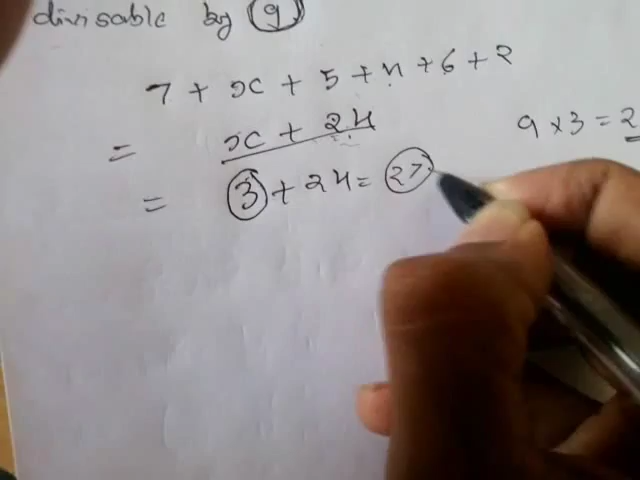 divisable by 9
7 + x + 5 + 4 + 6 + 2
= x + 24
9 × 3 = 2
= 3 + 24 = 27